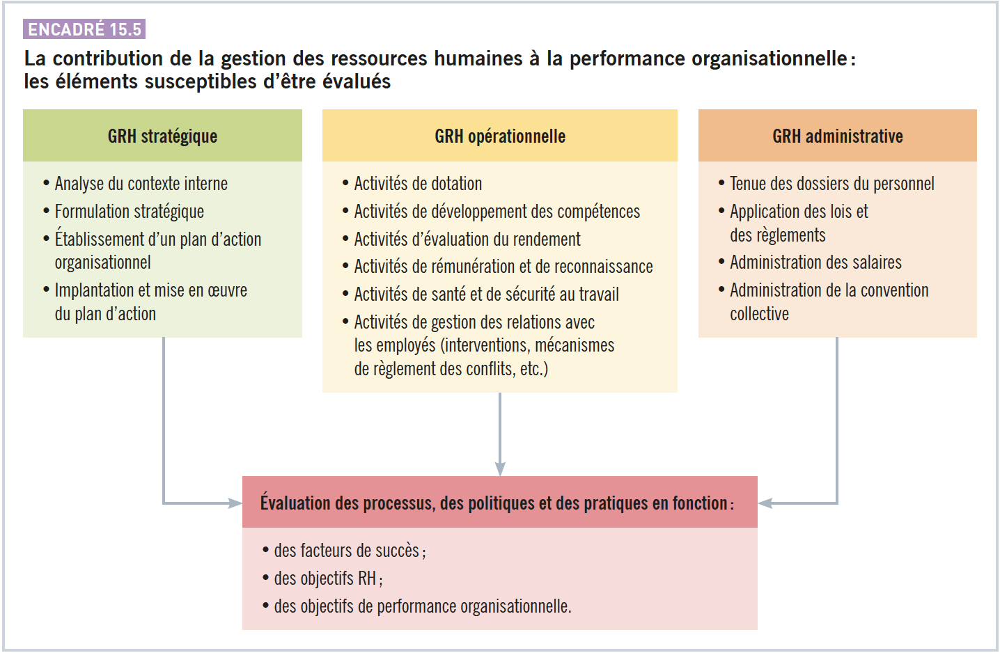 ENCADRÉ 15.5
La contribution de la gestion des ressources humaines à la performance organisationnelle :
les éléments susceptibles d’être évalués
GRH stratégique
• Analyse du contexte interne
• Formulation stratégique
• Établissement d’un plan d’action
organisationnel
• Implantation et mise en œuvre
du plan d’action
GRH opérationnelle
• Activités de dotation
• Activités de développement des compétences
• Activités d’évaluation du rendement
• Activités de rémunération et de reconnaissance
• Activités de santé et de sécurité au travail
• Activités de gestion des relations avec
les employés (interventions, mécanismes
de règlement des conflits, etc.)
GRH administrative
• Tenue des dossiers du personnel
• Application des lois et
des règlements
• Administration des salaires
• Administration de la convention
collective
Évaluation des processus, des politiques et des pratiques en fonction :
• des facteurs de succès ;
• des objectifs RH ;
• des objectifs de performance organisationnelle.